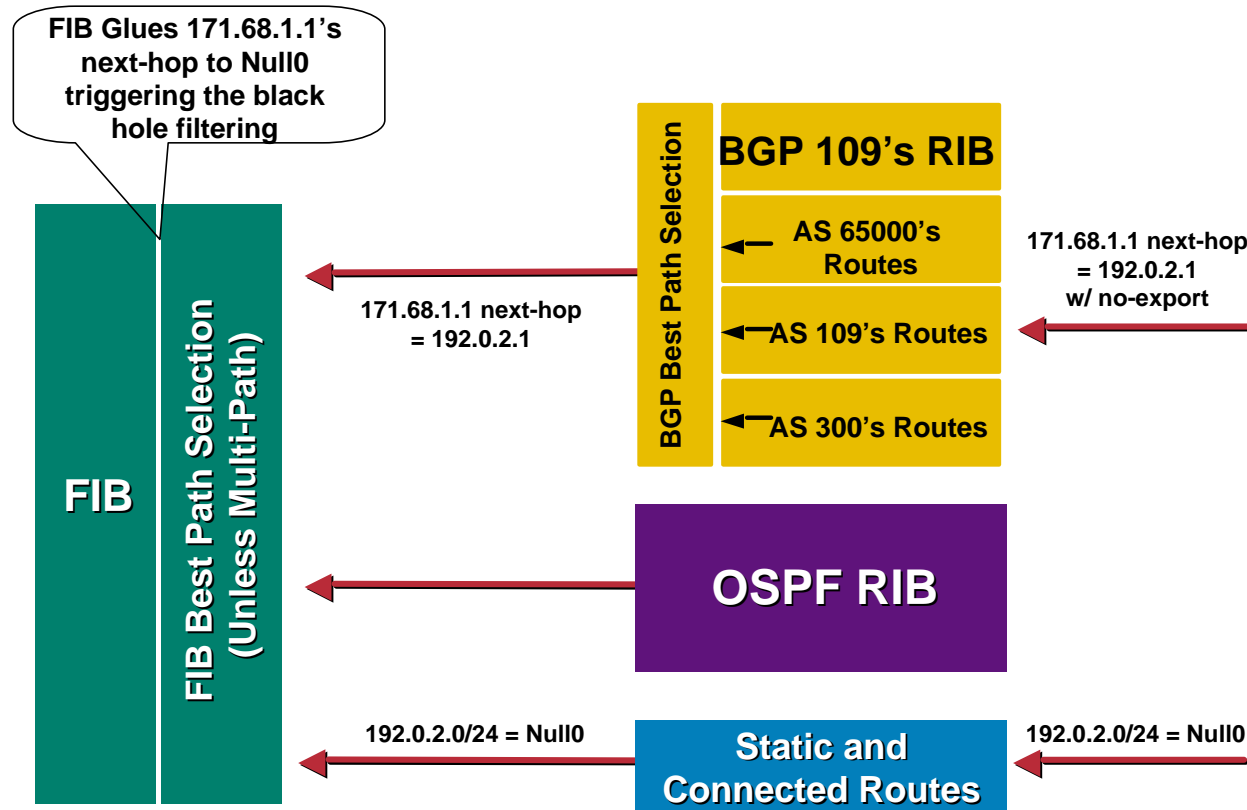 FIB Glues 171.68.1.1's
next-hop to Null0
triggering the black
hole filtering
FIB
FIB Best Path Selection
(Unless Multi-Path)
171.68.1.1 next-hop
= 192.0.2.1
BGP Best Path Selection
BGP 109's RIB
AS 65000's
Routes
AS 109's Routes
AS 300's Routes
171.68.1.1 next-hop
= 192.0.2.1
w/ no-export
OSPF RIB
192.0.2.0/24 = Null0
Static and
Connected Routes
192.0.2.0/24 = Null0